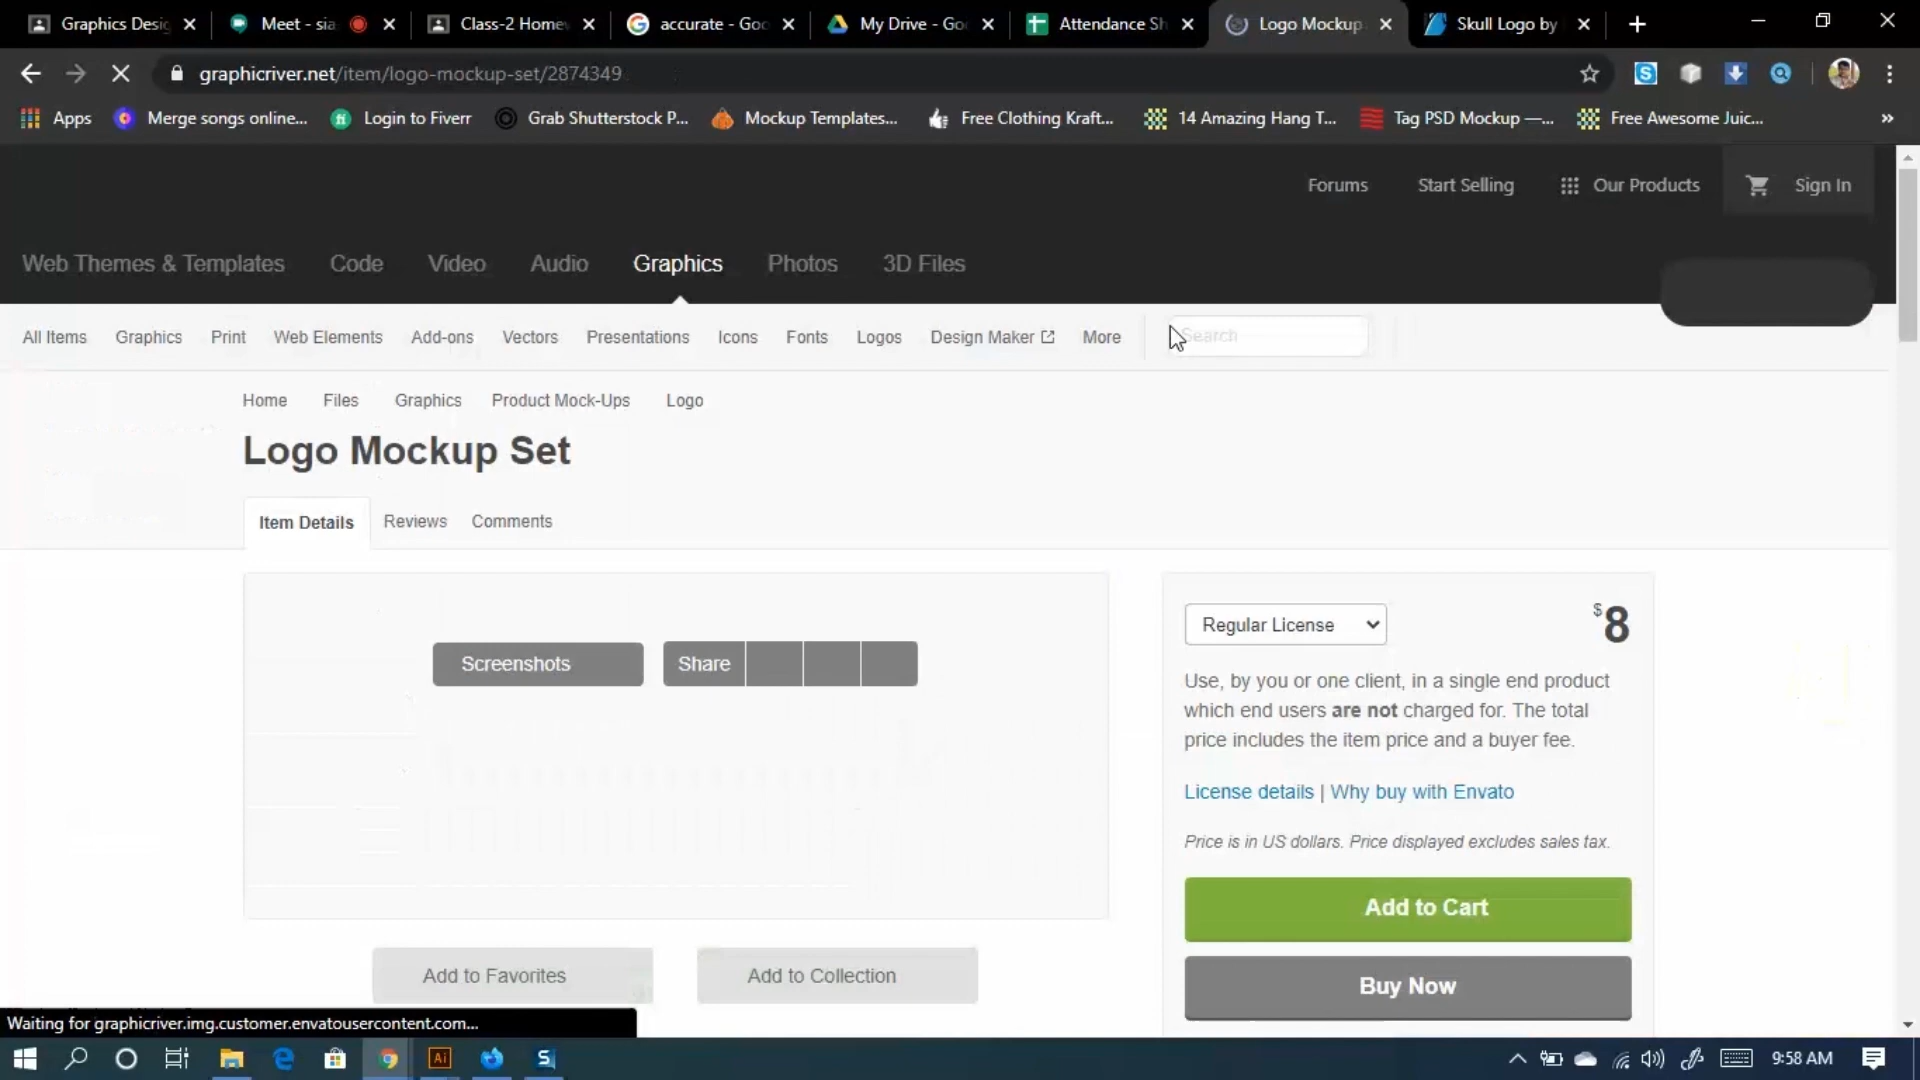 Graphics Desig
Meet - sia
Class-2 Home
accurate - Goo
My Drive - Go
Attendance Sh
Logo Mockup
Skull Logo by
graphicriver.net/item/logo-mockup-set/2874349
Apps
Merge songs online...
Login to Fiverr
Grab Shutterstock P...
Mockup Templates...
Free Clothing Kraft...
14 Amazing Hang T...
Tag PSD Mockup —...
Free Awesome Juic...
Forums
Start Selling
Our Products
Sign In
Web Themes & Templates
Code
Video
Audio
Graphics
Photos
3D Files
All Items
Graphics
Print
Web Elements
Add-ons
Vectors
Presentations
Icons
Fonts
Logos
Design Maker
More
Search
Home
Files
Graphics
Product Mock-Ups
Logo
Logo Mockup Set
Item Details
Reviews
Comments
Screenshots
Share
Regular License
$8
Use, by you or one client, in a single end product
which end users are not charged for. The total
price includes the item price and a buyer fee.
License details | Why buy with Envato
Price is in US dollars. Price displayed excludes sales tax.
Add to Cart
Buy Now
Add to Favorites
Add to Collection
Waiting for graphicriver.img.customer.envatousercontent.com...
Ai
S
9:58 AM